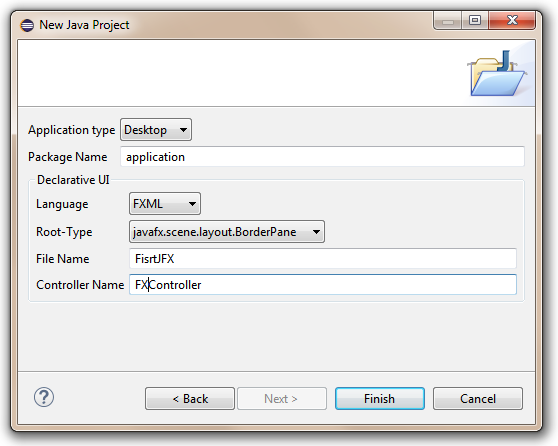 New Java Project
Application type Desktop
Package Name application
Declarative UI
Language FXML
Root-Type javafx.scene.layout.BorderPane
File Name FisrtJFX
Controller Name FXController
? < Back Next > Finish Cancel